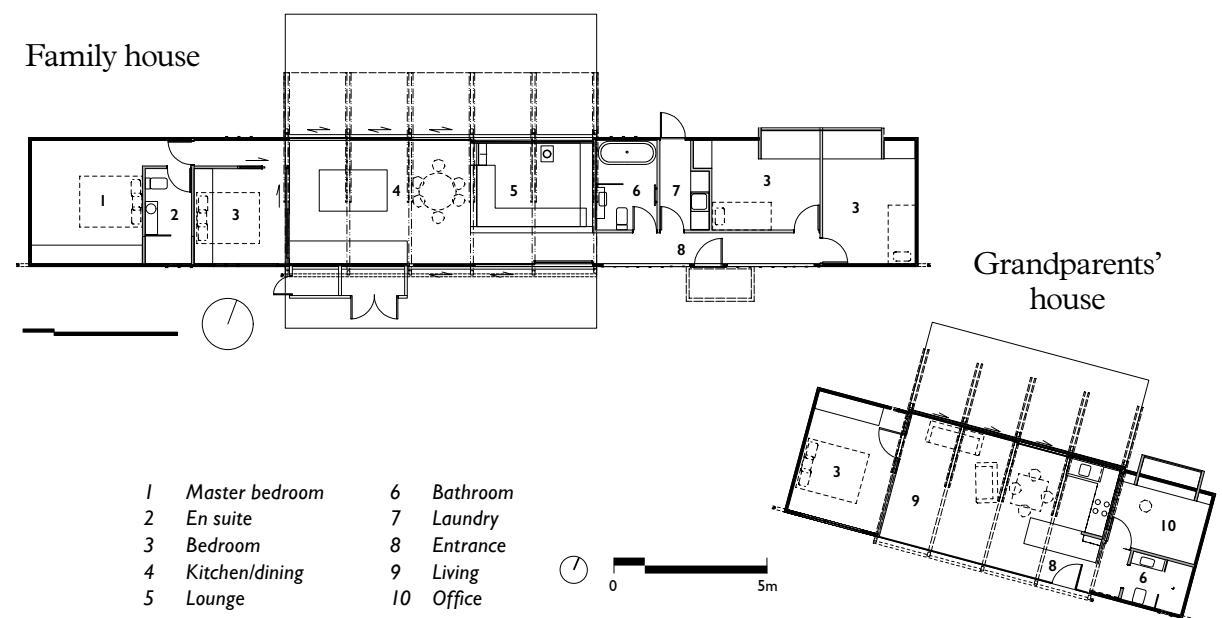 Family house
1
2
3
4
5
6
7
3
3
8
Grandparents'
house
3
9
10
8
6
1 Master bedroom
2 En suite
3 Bedroom
4 Kitchen/dining
5 Lounge
6 Bathroom
7 Laundry
8 Entrance
9 Living
10 Office
0 5m